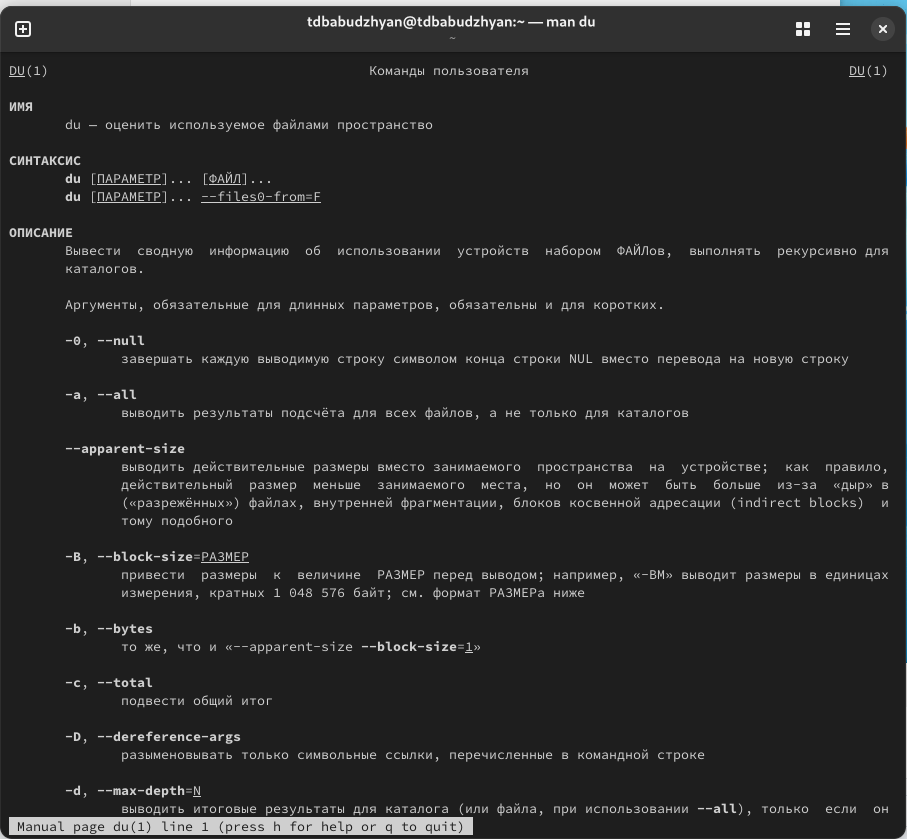 tdbabudzhyan@tdbabudzhyan:~ — man du
~
DU(1) Команды пользователя DU(1)
ИМЯ
du — оценить используемое файлами пространство
СИНТАКСИС
du [ПАРАМЕТР]... [ФАЙЛ]...
du [ПАРАМЕТР]... --files0-from=F
ОПИСАНИЕ
Вывести сводную информацию об использовании устройств набором ФАЙЛов, выполнять рекурсивно для
каталогов.
Аргументы, обязательные для длинных параметров, обязательны и для коротких.
-0, --null
завершать каждую выводимую строку символом конца строки NUL вместо перевода на новую строку
-a, --all
выводить результаты подсчёта для всех файлов, а не только для каталогов
--apparent-size
выводить действительные размеры вместо занимаемого пространства на устройстве; как правило,
действительный размер меньше занимаемого места, но он может быть больше из-за «дыр» в
(«разрежённых») файлах, внутренней фрагментации, блоков косвенной адресации (indirect blocks) и
тому подобного
-B, --block-size=РАЗМЕР
привести размеры к величине РАЗМЕР перед выводом; например, «-BM» выводит размеры в единицах
измерения, кратных 1 048 576 байт; см. формат РАЗМЕРа ниже
-b, --bytes
то же, что и «--apparent-size --block-size=1»
-c, --total
подвести общий итог
-D, --dereference-args
разыменовывать только символьные ссылки, перечисленные в командной строке
-d, --max-depth=N
выводить итоговые результаты для каталога (или файла, при использовании --all), только если он
Manual page du(1) line 1 (press h for help or q to quit)